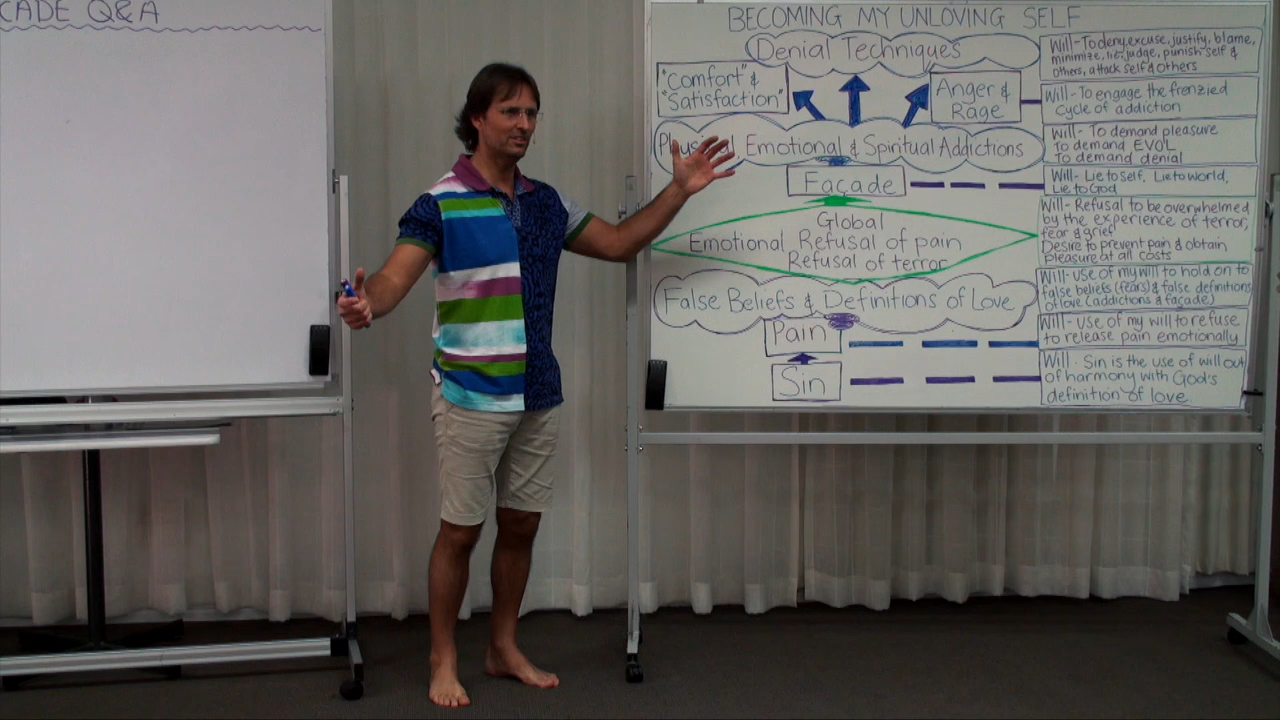 CADE Q&A
BECOMING MY UNLOVING SELF
Denial Techniques
"Comfort" &
"Satisfaction"
Anger &
Rage
Physical Emotional & Spiritual Addictions
Façade
Global
Emotional Refusal of pain
Refusal of terror
False Beliefs & Definitions of Love
Pain
Sin
Will- To deny, excuse, justify, blame,
minimize, lie, judge, punish-self &
others, attack self & others
Will- To engage the frenzied
cycle of addiction
Will- To demand pleasure
To demand EVOL
To demand denial
Will- Lie to self, Lie to world,
Lie to God
Will- Refusal to be overwhelmed
by the experience of terror,
fear & grief
Desire to prevent pain & obtain
pleasure at all costs
Will- use of my will to hold on to
false beliefs (fears) & false definitions
of love (addictions & façade)
Will- use of my will to refuse
to release pain emotionally
Will- Sin is the use of will out
of harmony with God's
definition of love